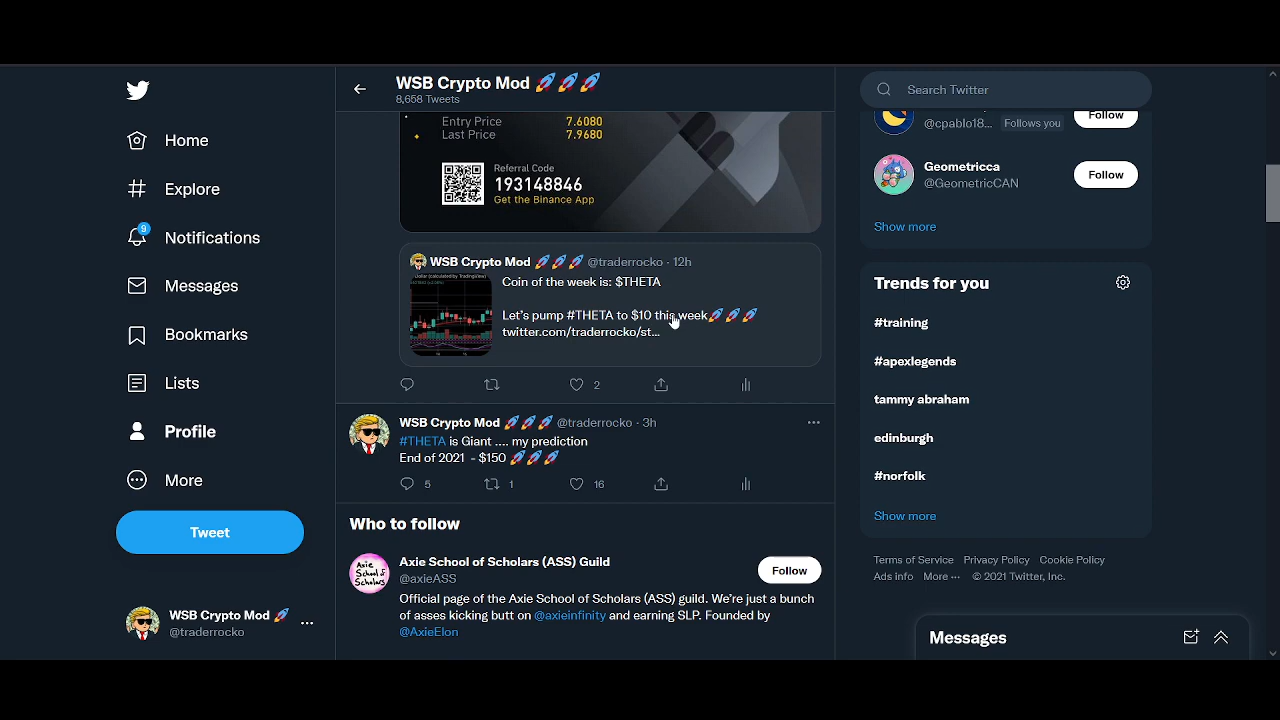 Home
Explore
9
Notifications
Messages
Bookmarks
Lists
Profile
More
Tweet
WSB Crypto Mod 🚀
@traderrocko
WSB Crypto Mod 🚀🚀🚀
8,658 Tweets
Entry Price 7.6080
Last Price 7.9680
Referral Code
193148846
Get the Binance App
WSB Crypto Mod 🚀🚀🚀 @traderrocko · 12h
Coin of the week is: $THETA
Let's pump #THETA to $10 this week🚀🚀🚀
twitter.com/traderrocko/st...
2
WSB Crypto Mod 🚀🚀🚀 @traderrocko · 3h
#THETA is Giant .... my prediction
End of 2021 - $150 🚀🚀🚀
5 1 16
Who to follow
Axie School of Scholars (ASS) Guild
@axieASS
Follow
Official page of the Axie School of Scholars (ASS) guild. We're just a bunch
of asses kicking butt on @axieinfinity and earning SLP. Founded by
@AxieElon
Search Twitter
@cpablo18... Follows you
Follow
Geometricca
@GeometricCAN
Follow
Show more
Trends for you
#training
#apexlegends
tammy abraham
edinburgh
#norfolk
Show more
Terms of Service Privacy Policy Cookie Policy
Ads info More ··· © 2021 Twitter, Inc.
Messages